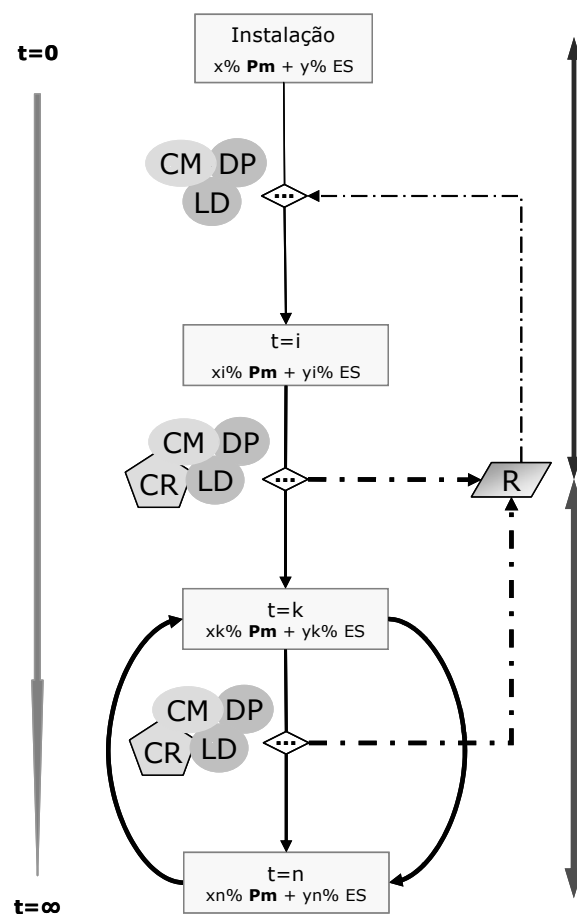 Instalação
x% Pm + y% ES
t=0
CM DP
LD
...
t=i
xi% Pm + yi% ES
CM DP
CR LD
...
R
t=k
xk% Pm + yk% ES
CM DP
CR LD
...
t=n
xn% Pm + yn% ES
t=∞